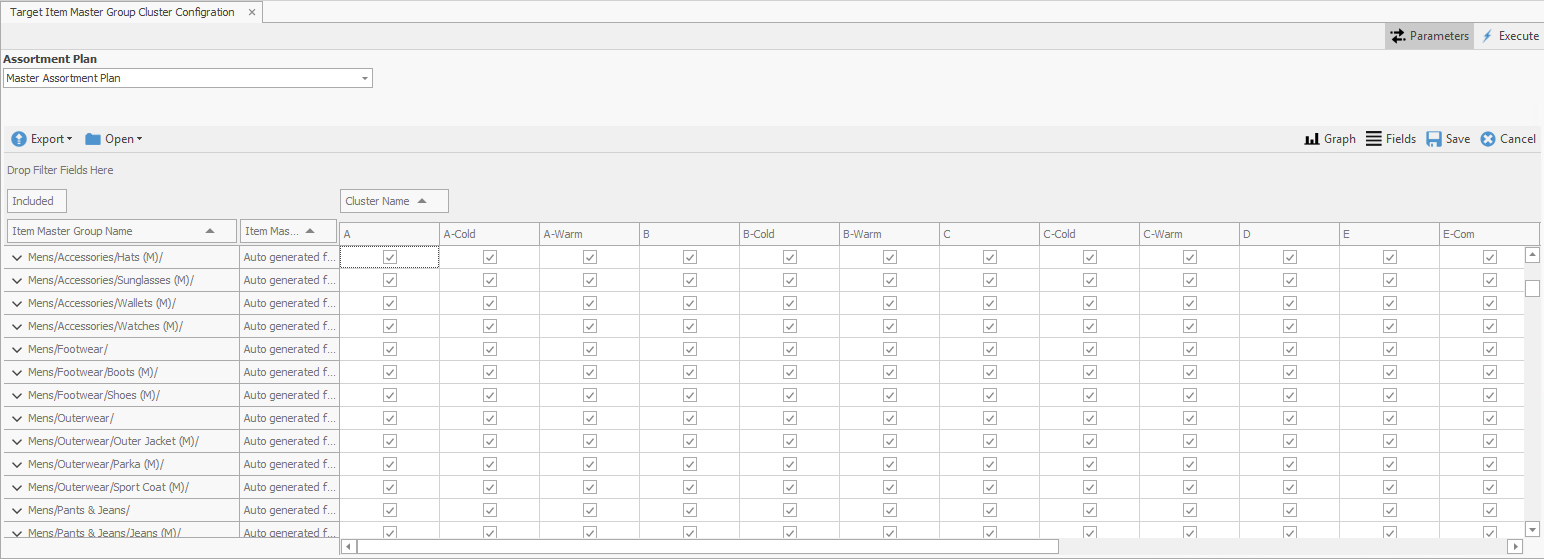 Target Item Master Group Cluster Configration
Parameters Execute
Assortment Plan
Master Assortment Plan
Export Open Graph Fields Save Cancel
Drop Filter Fields Here
Included Cluster Name
Item Master Group Name Item Mas... A A-Cold A-Warm B B-Cold B-Warm C C-Cold C-Warm D E E-Com
Mens/Accessories/Hats (M)/ Auto generated f...
Mens/Accessories/Sunglasses (M)/ Auto generated f...
Mens/Accessories/Wallets (M)/ Auto generated f...
Mens/Accessories/Watches (M)/ Auto generated f...
Mens/Footwear/ Auto generated f...
Mens/Footwear/Boots (M)/ Auto generated f...
Mens/Footwear/Shoes (M)/ Auto generated f...
Mens/Outerwear/ Auto generated f...
Mens/Outerwear/Outer Jacket (M)/ Auto generated f...
Mens/Outerwear/Parka (M)/ Auto generated f...
Mens/Outerwear/Sport Coat (M)/ Auto generated f...
Mens/Pants & Jeans/ Auto generated f...
Mens/Pants & Jeans/Jeans (M)/ Auto generated f...